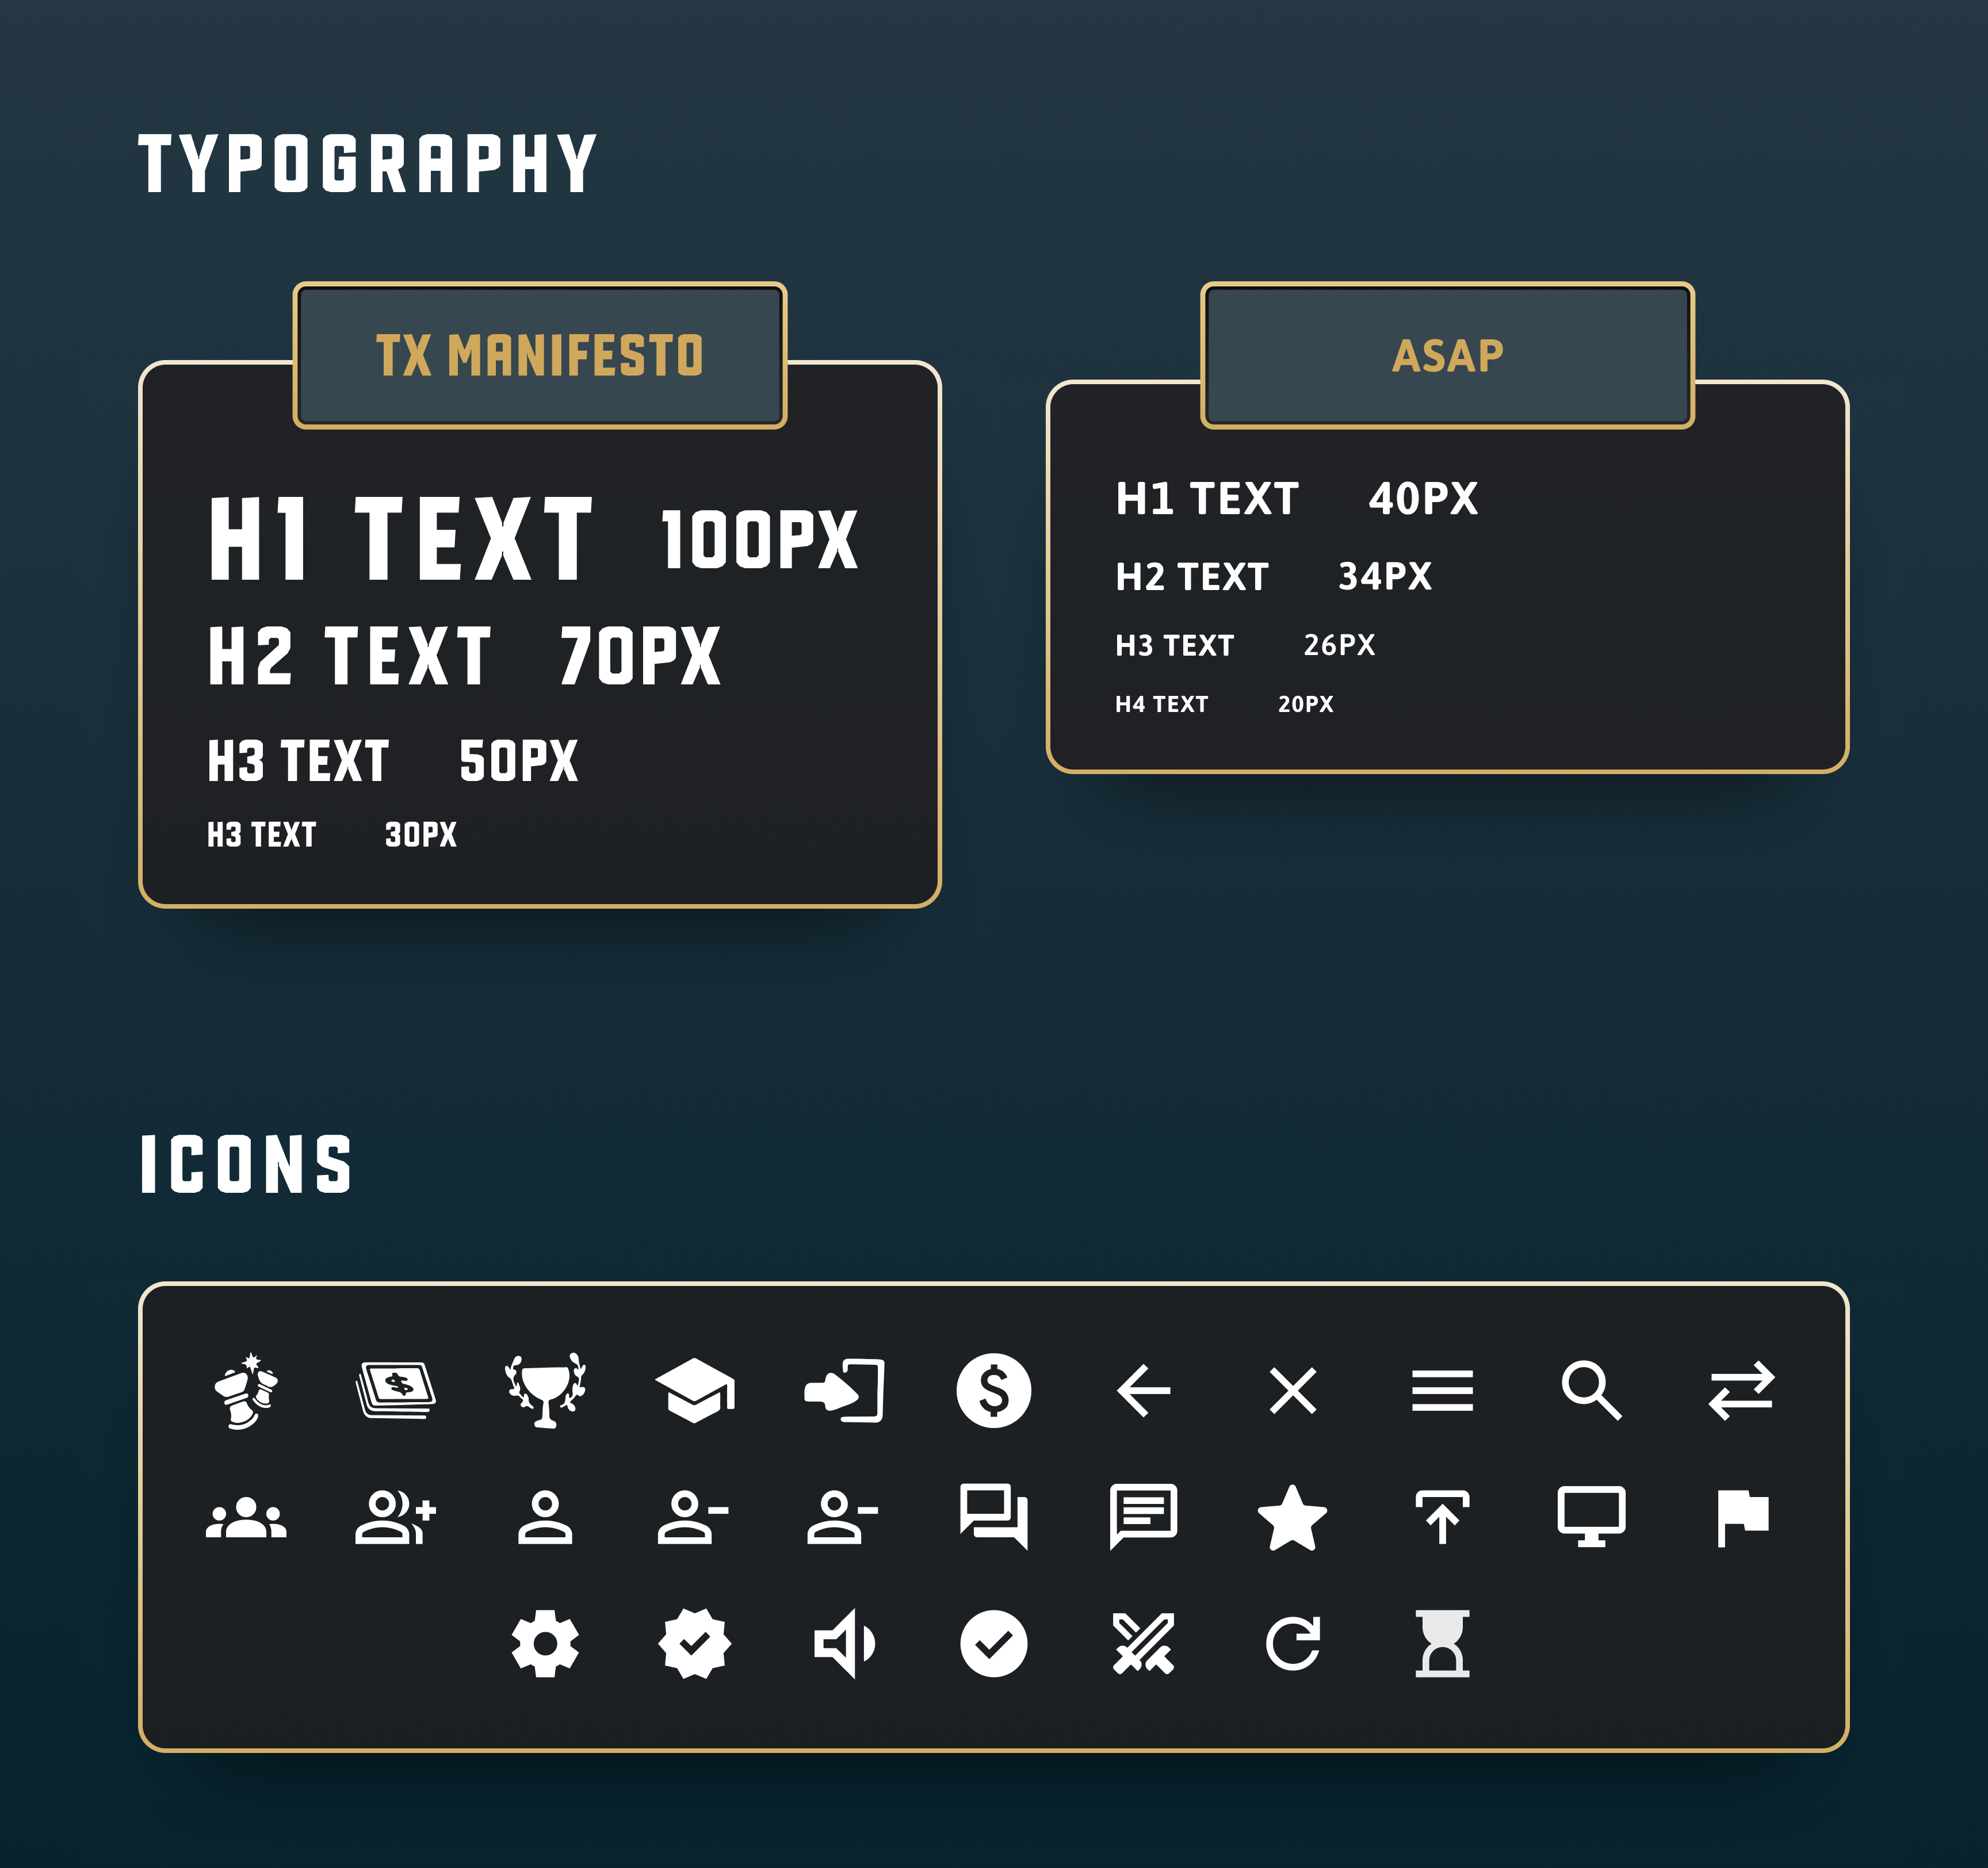 TYPOGRAPHY
TX MANIFESTO
H1 TEXT 100PX
H2 TEXT 70PX
H3 TEXT 50PX
H3 TEXT 30PX
ASAP
H1 TEXT 40PX
H2 TEXT 34PX
H3 TEXT 26PX
H4 TEXT 20PX
ICONS